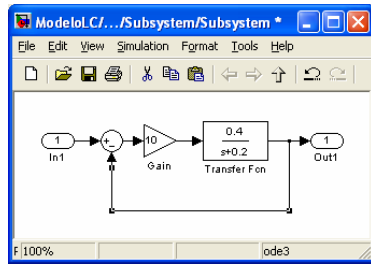 ModeloLC/.../Subsystem/Subsystem *
File Edit View Simulation Format Tools Help
1
In1
+
-
10
Gain
0.4
s+0.2
Transfer Fcn
1
Out1
F 100%
ode3